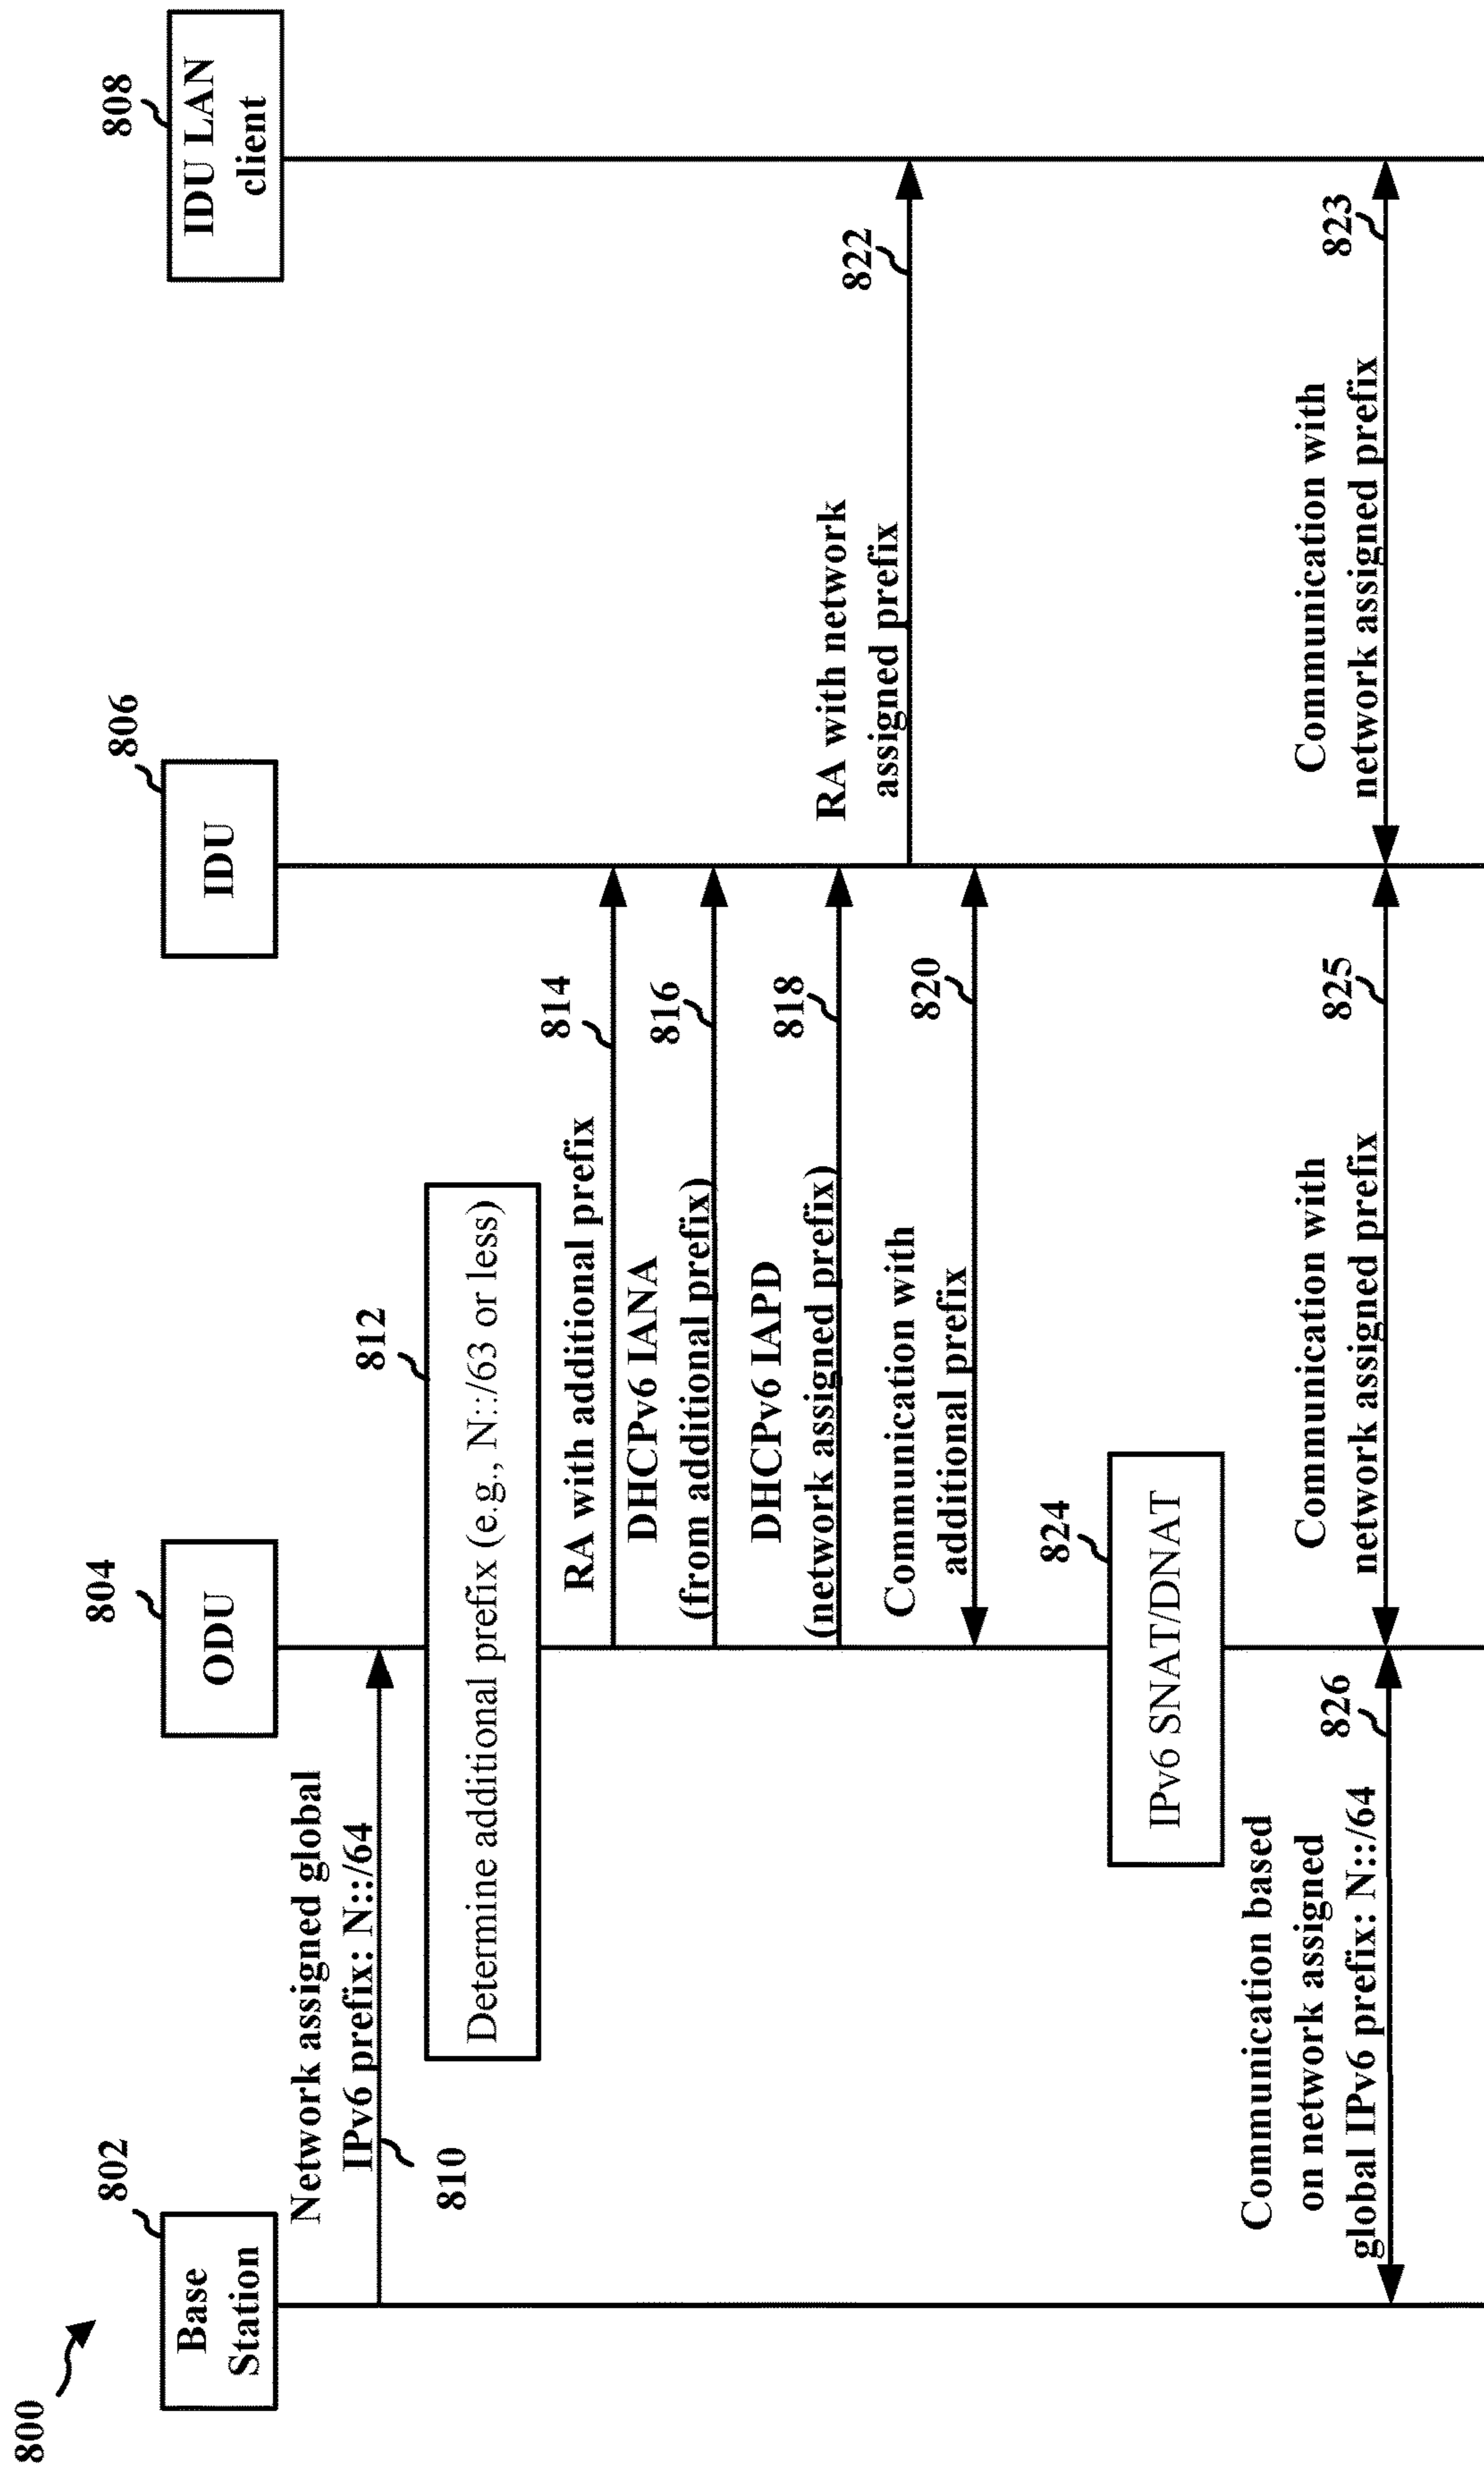 800
802
Base
Station
804
ODU
806
IDU
808
IDU LAN
client
Network assigned global
IPv6 prefix: N::/64
810
812
Determine additional prefix (e.g., N::/63 or less)
RA with additional prefix
814
DHCPv6 IANA
(from additional prefix)
816
DHCPv6 IAPD
(network assigned prefix)
818
RA with network
assigned prefix
822
Communication with
additional prefix
820
824
IPv6 SNAT/DNAT
Communication based
on network assigned
global IPv6 prefix: N::/64
826
Communication with
network assigned prefix
825
Communication with
network assigned prefix
823